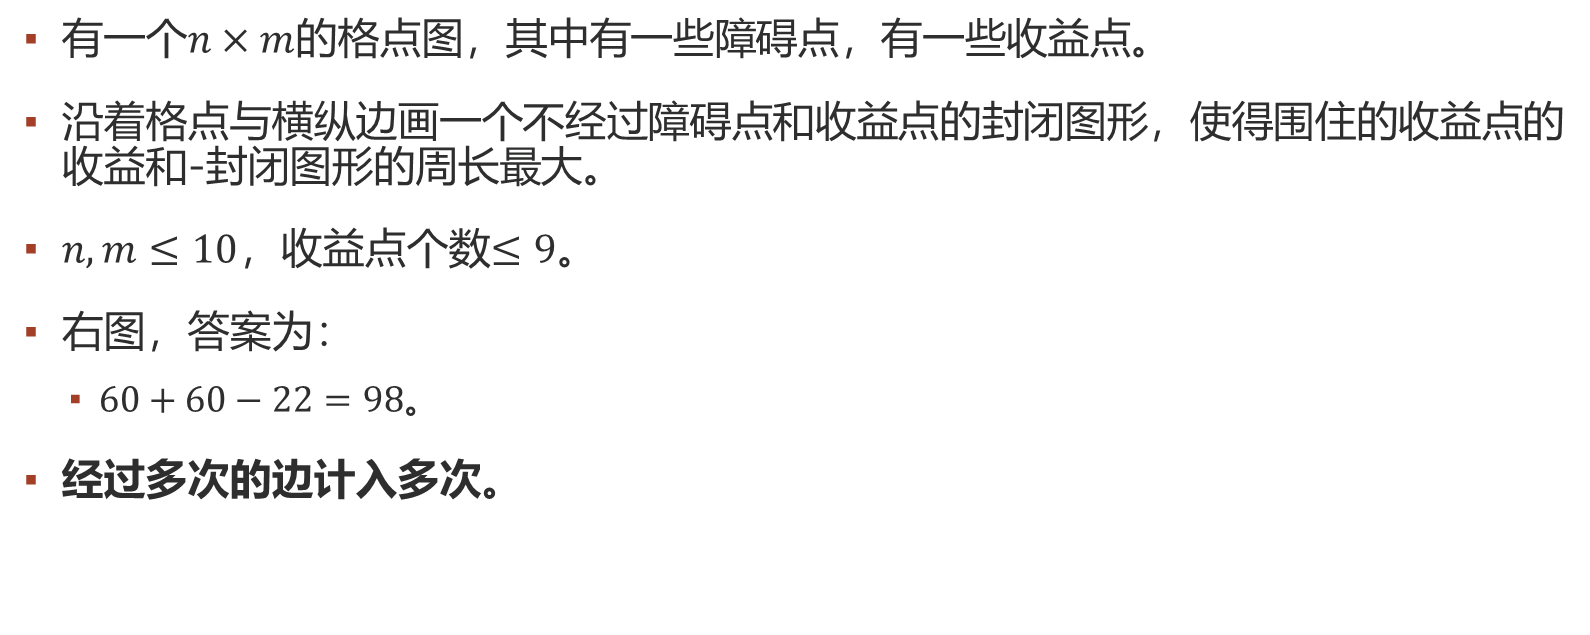 ▪ 有一个n × m的格点图，其中有一些障碍点，有一些收益点。
▪ 沿着格点与横纵边画一个不经过障碍点和收益点的封闭图形，使得围住的收益点的
收益和-封闭图形的周长最大。
▪ n, m ≤ 10，收益点个数≤ 9。
▪ 右图，答案为：
▪ 60 + 60 − 22 = 98。
▪ 经过多次的边计入多次。